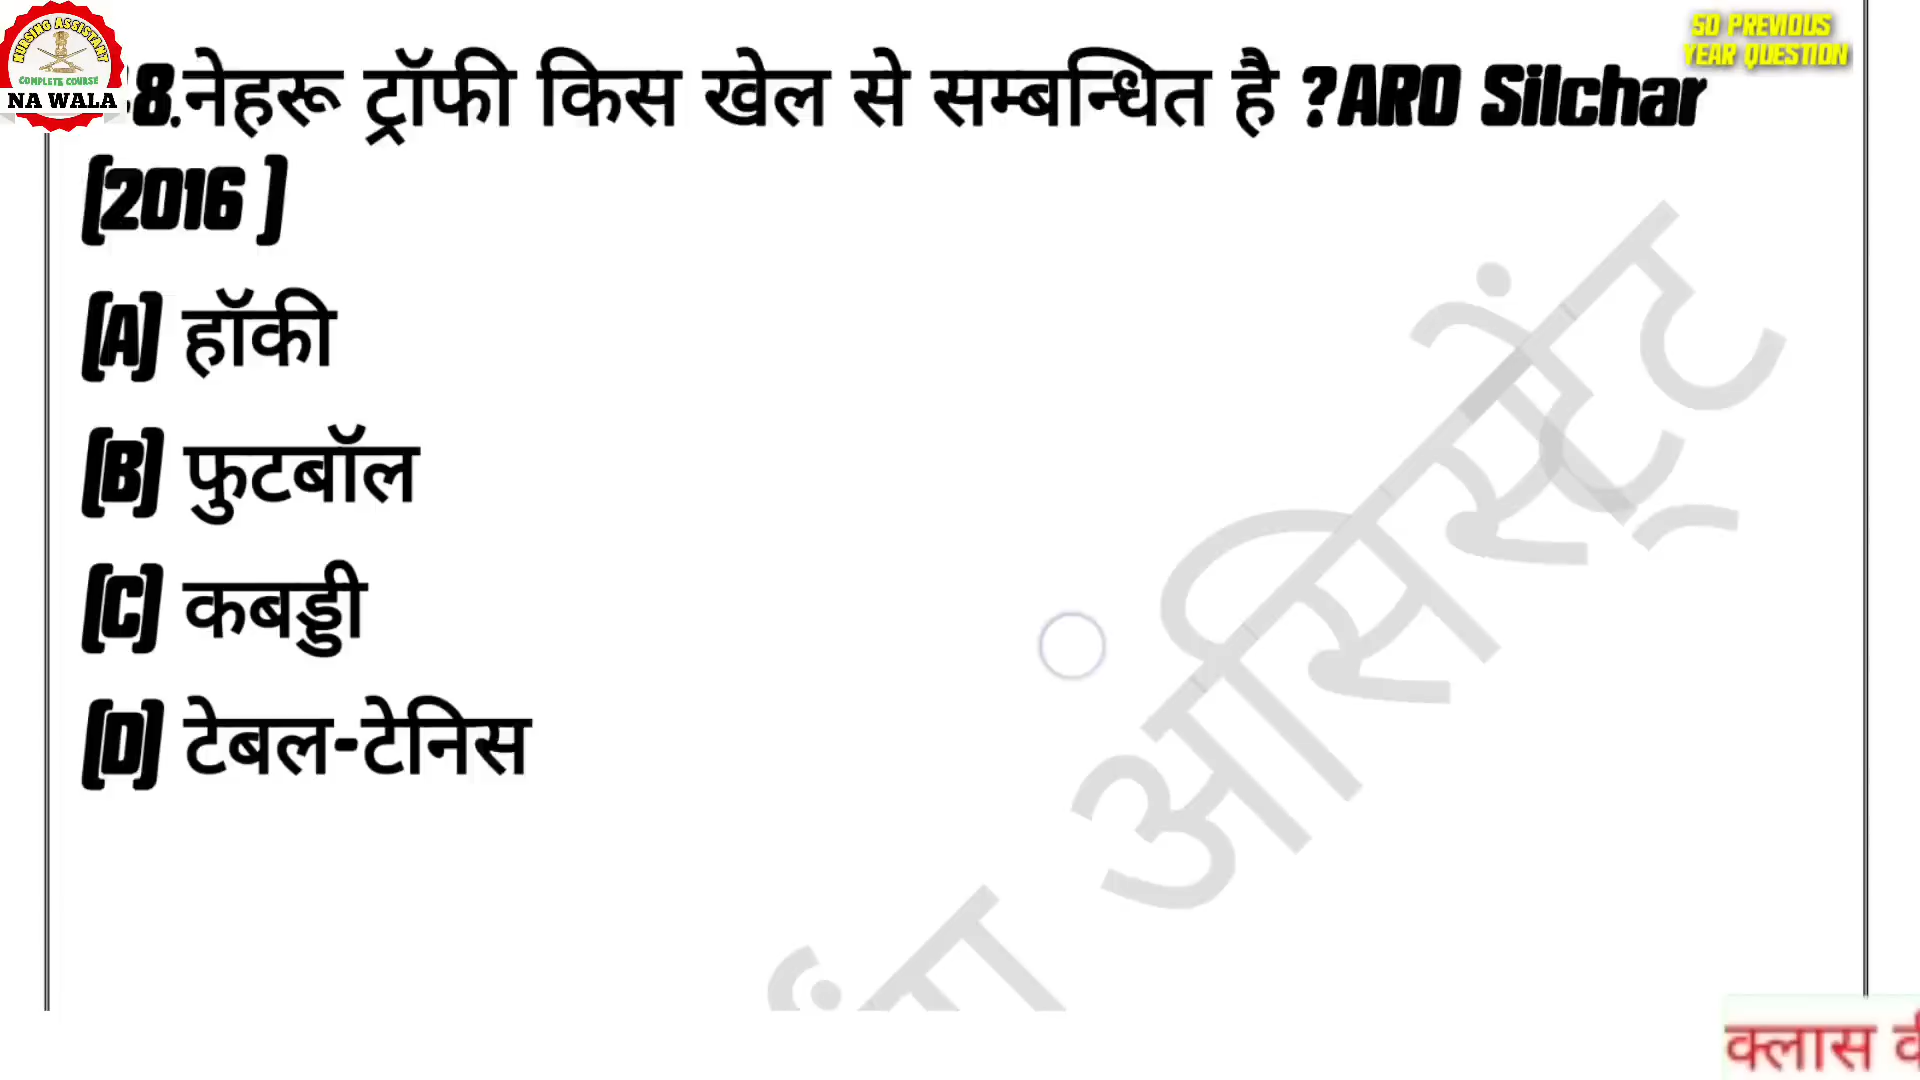 NURSING ASSISTANT
COMPLETE COURSE
NA WALA
50 PREVIOUS
YEAR QUESTION
8.नेहरू ट्रॉफी किस खेल से सम्बन्धित है ?ARO Silchar
(2016 )
(A) हॉकी
(B) फुटबॉल
(C) कबड्डी
(D) टेबल-टेनिस
असिस्टेंट
क्लास